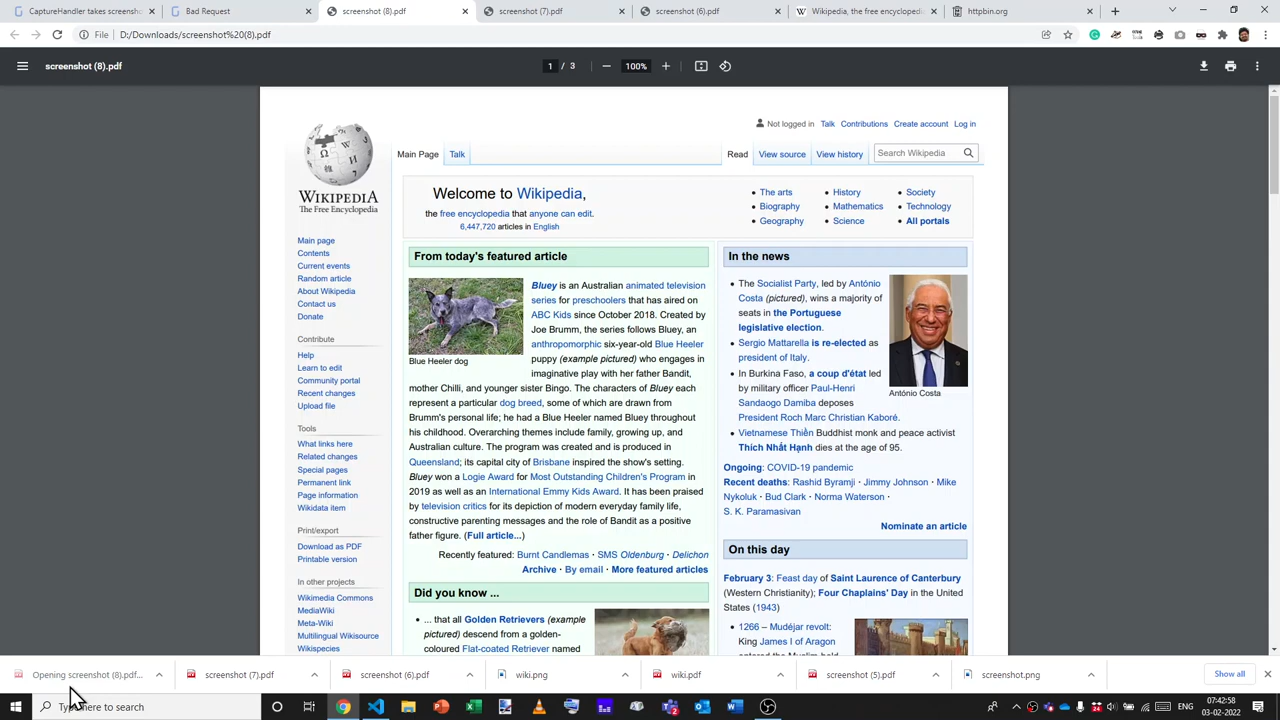 CaptureHandler takes screensho
Bad Request
screenshot (8).pdf
screenshot (7).pdf
screenshot (6).pdf
Wikipedia, the free encyclopedi
httpbin.org
File D:/Downloads/screenshot%20(8).pdf
screenshot (8).pdf
1 / 3
100%
Not logged in Talk Contributions Create account Log in
Main Page Talk
Read View source View history
Search Wikipedia
WIKIPEDIA
The Free Encyclopedia
Main page
Contents
Current events
Random article
About Wikipedia
Contact us
Donate
Contribute
Help
Learn to edit
Community portal
Recent changes
Upload file
Tools
What links here
Related changes
Special pages
Permanent link
Page information
Wikidata item
Print/export
Download as PDF
Printable version
In other projects
Wikimedia Commons
MediaWiki
Meta-Wiki
Multilingual Wikisource
Wikispecies
Welcome to Wikipedia,
the free encyclopedia that anyone can edit.
6,447,720 articles in English
• The arts
• Biography
• Geography
• History
• Mathematics
• Science
• Society
• Technology
• All portals
From today's featured article
Bluey is an Australian animated television
series for preschoolers that has aired on
ABC Kids since October 2018. Created by
Joe Brumm, the series follows Bluey, an
anthropomorphic six-year-old Blue Heeler
puppy (example pictured) who engages in
imaginative play with her father Bandit,
Blue Heeler dog
mother Chilli, and younger sister Bingo. The characters of Bluey each
represent a particular dog breed, some of which are drawn from
Brumm's personal life; he had a Blue Heeler named Bluey throughout
his childhood. Overarching themes include family, growing up, and
Australian culture. The program was created and is produced in
Queensland; its capital city of Brisbane inspired the show's setting.
Bluey won a Logie Award for Most Outstanding Children's Program in
2019 as well as an International Emmy Kids Award. It has been praised
by television critics for its depiction of modern everyday family life,
constructive parenting messages and the role of Bandit as a positive
father figure. (Full article...)
Recently featured: Burnt Candlemas · SMS Oldenburg · Delichon
Archive · By email · More featured articles
Did you know ...
• ... that all Golden Retrievers (example
pictured) descend from a golden-
coloured Flat-coated Retriever named
In the news
• The Socialist Party, led by António
Costa (pictured), wins a majority of
seats in the Portuguese
legislative election.
• Sergio Mattarella is re-elected as
president of Italy.
• In Burkina Faso, a coup d'état led
by military officer Paul-Henri
Sandaogo Damiba deposes
President Roch Marc Christian Kaboré.
António Costa
• Vietnamese Thiền Buddhist monk and peace activist
Thích Nhất Hạnh dies at the age of 95.
Ongoing: COVID-19 pandemic
Recent deaths: Rashid Byramji · Jimmy Johnson · Mike
Nykoluk · Bud Clark · Norma Waterson ·
S. K. Paramasivan
Nominate an article
On this day
February 3: Feast day of Saint Laurence of Canterbury
(Western Christianity); Four Chaplains' Day in the United
States (1943)
• 1266 – Mudéjar revolt:
King James I of Aragon
Opening screenshot (8).pdf...
screenshot (7).pdf
screenshot (6).pdf
wiki.png
wiki.pdf
screenshot (5).pdf
screenshot.png
Show all
Type here to search
07:42:58
03-02-2022